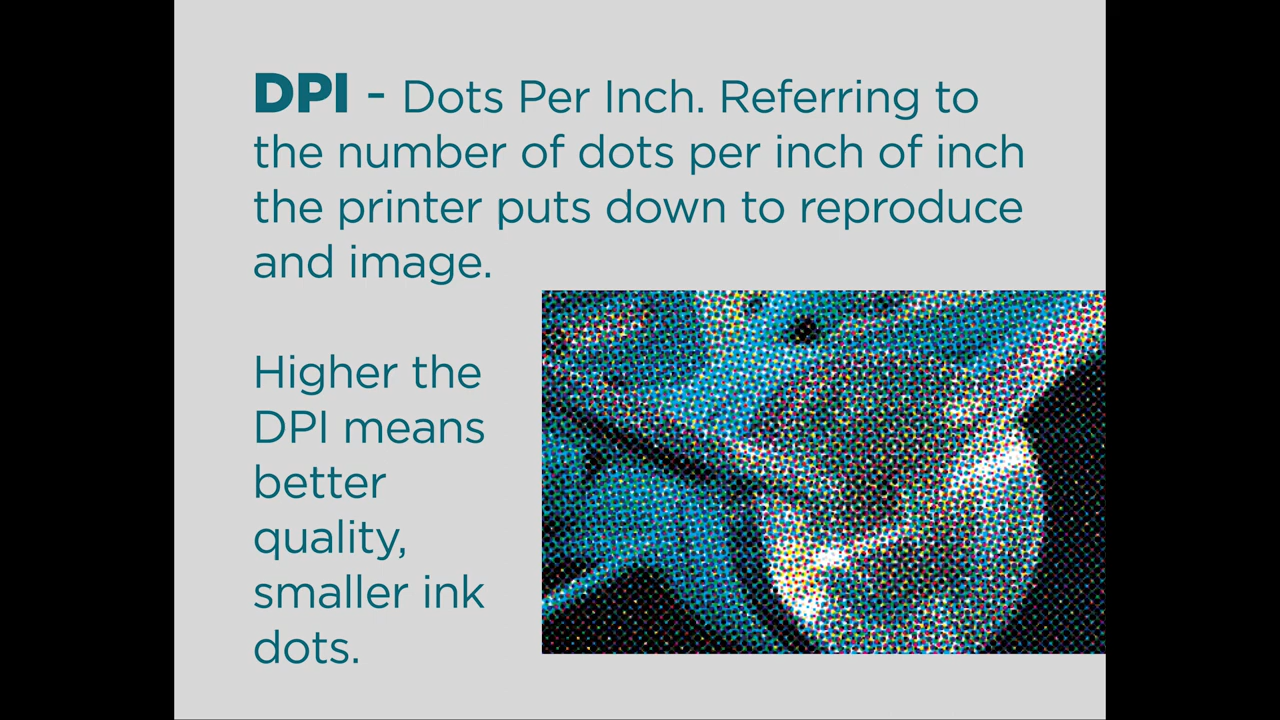 DPI - Dots Per Inch. Referring to
the number of dots per inch of inch
the printer puts down to reproduce
and image.
Higher the
DPI means
better
quality,
smaller ink
dots.